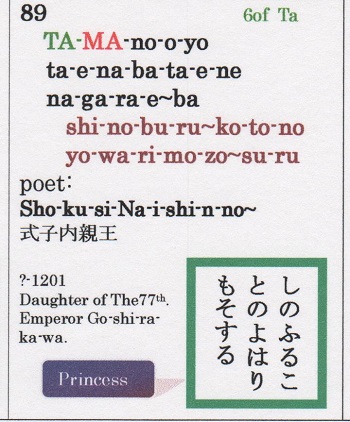 89
6of Ta
TA-MA-no-o-yo
ta-e-na-ba-ta-e-ne
na-ga-ra-e~ba
shi-no-bu-ru~ko-to-no
yo-wa-ri-mo-zo~su-ru
poet:
Sho-ku-si-Na-i-shi-n-no~
式子内親王
?-1201
Daughter of The77th.
Emperor Go-shi-ra-
ka-wa.
Princess
しのふるこ
とのよはり
もそする